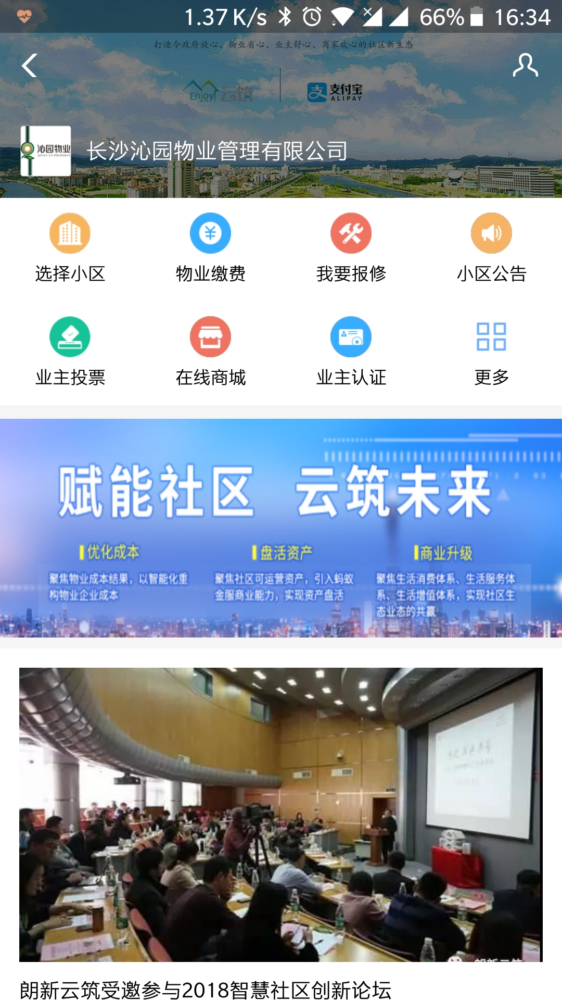 1.37 K/s 66% 16:34
打造令政府放心、物业省心、业主舒心、商家欢心的社区新生态
Enjoy 云筑 支 支付宝
ALIPAY
沁园物业 长沙沁园物业管理有限公司
QINYUAN PROPERTY
选择小区 物业缴费 我要报修 小区公告
业主投票 在线商城 业主认证 更多
赋能社区 云筑未来
优化成本 盘活资产 商业升级
聚焦物业成本结果，以智能化重 聚焦社区可运营资产，引入蚂蚁 聚焦生活消费体系、生活服务体
构物业企业成本 金服商业能力，实现资产盘活 系、生活增值体系，实现社区生
态业态的共赢
朗新云筑受邀参与2018智慧社区创新论坛